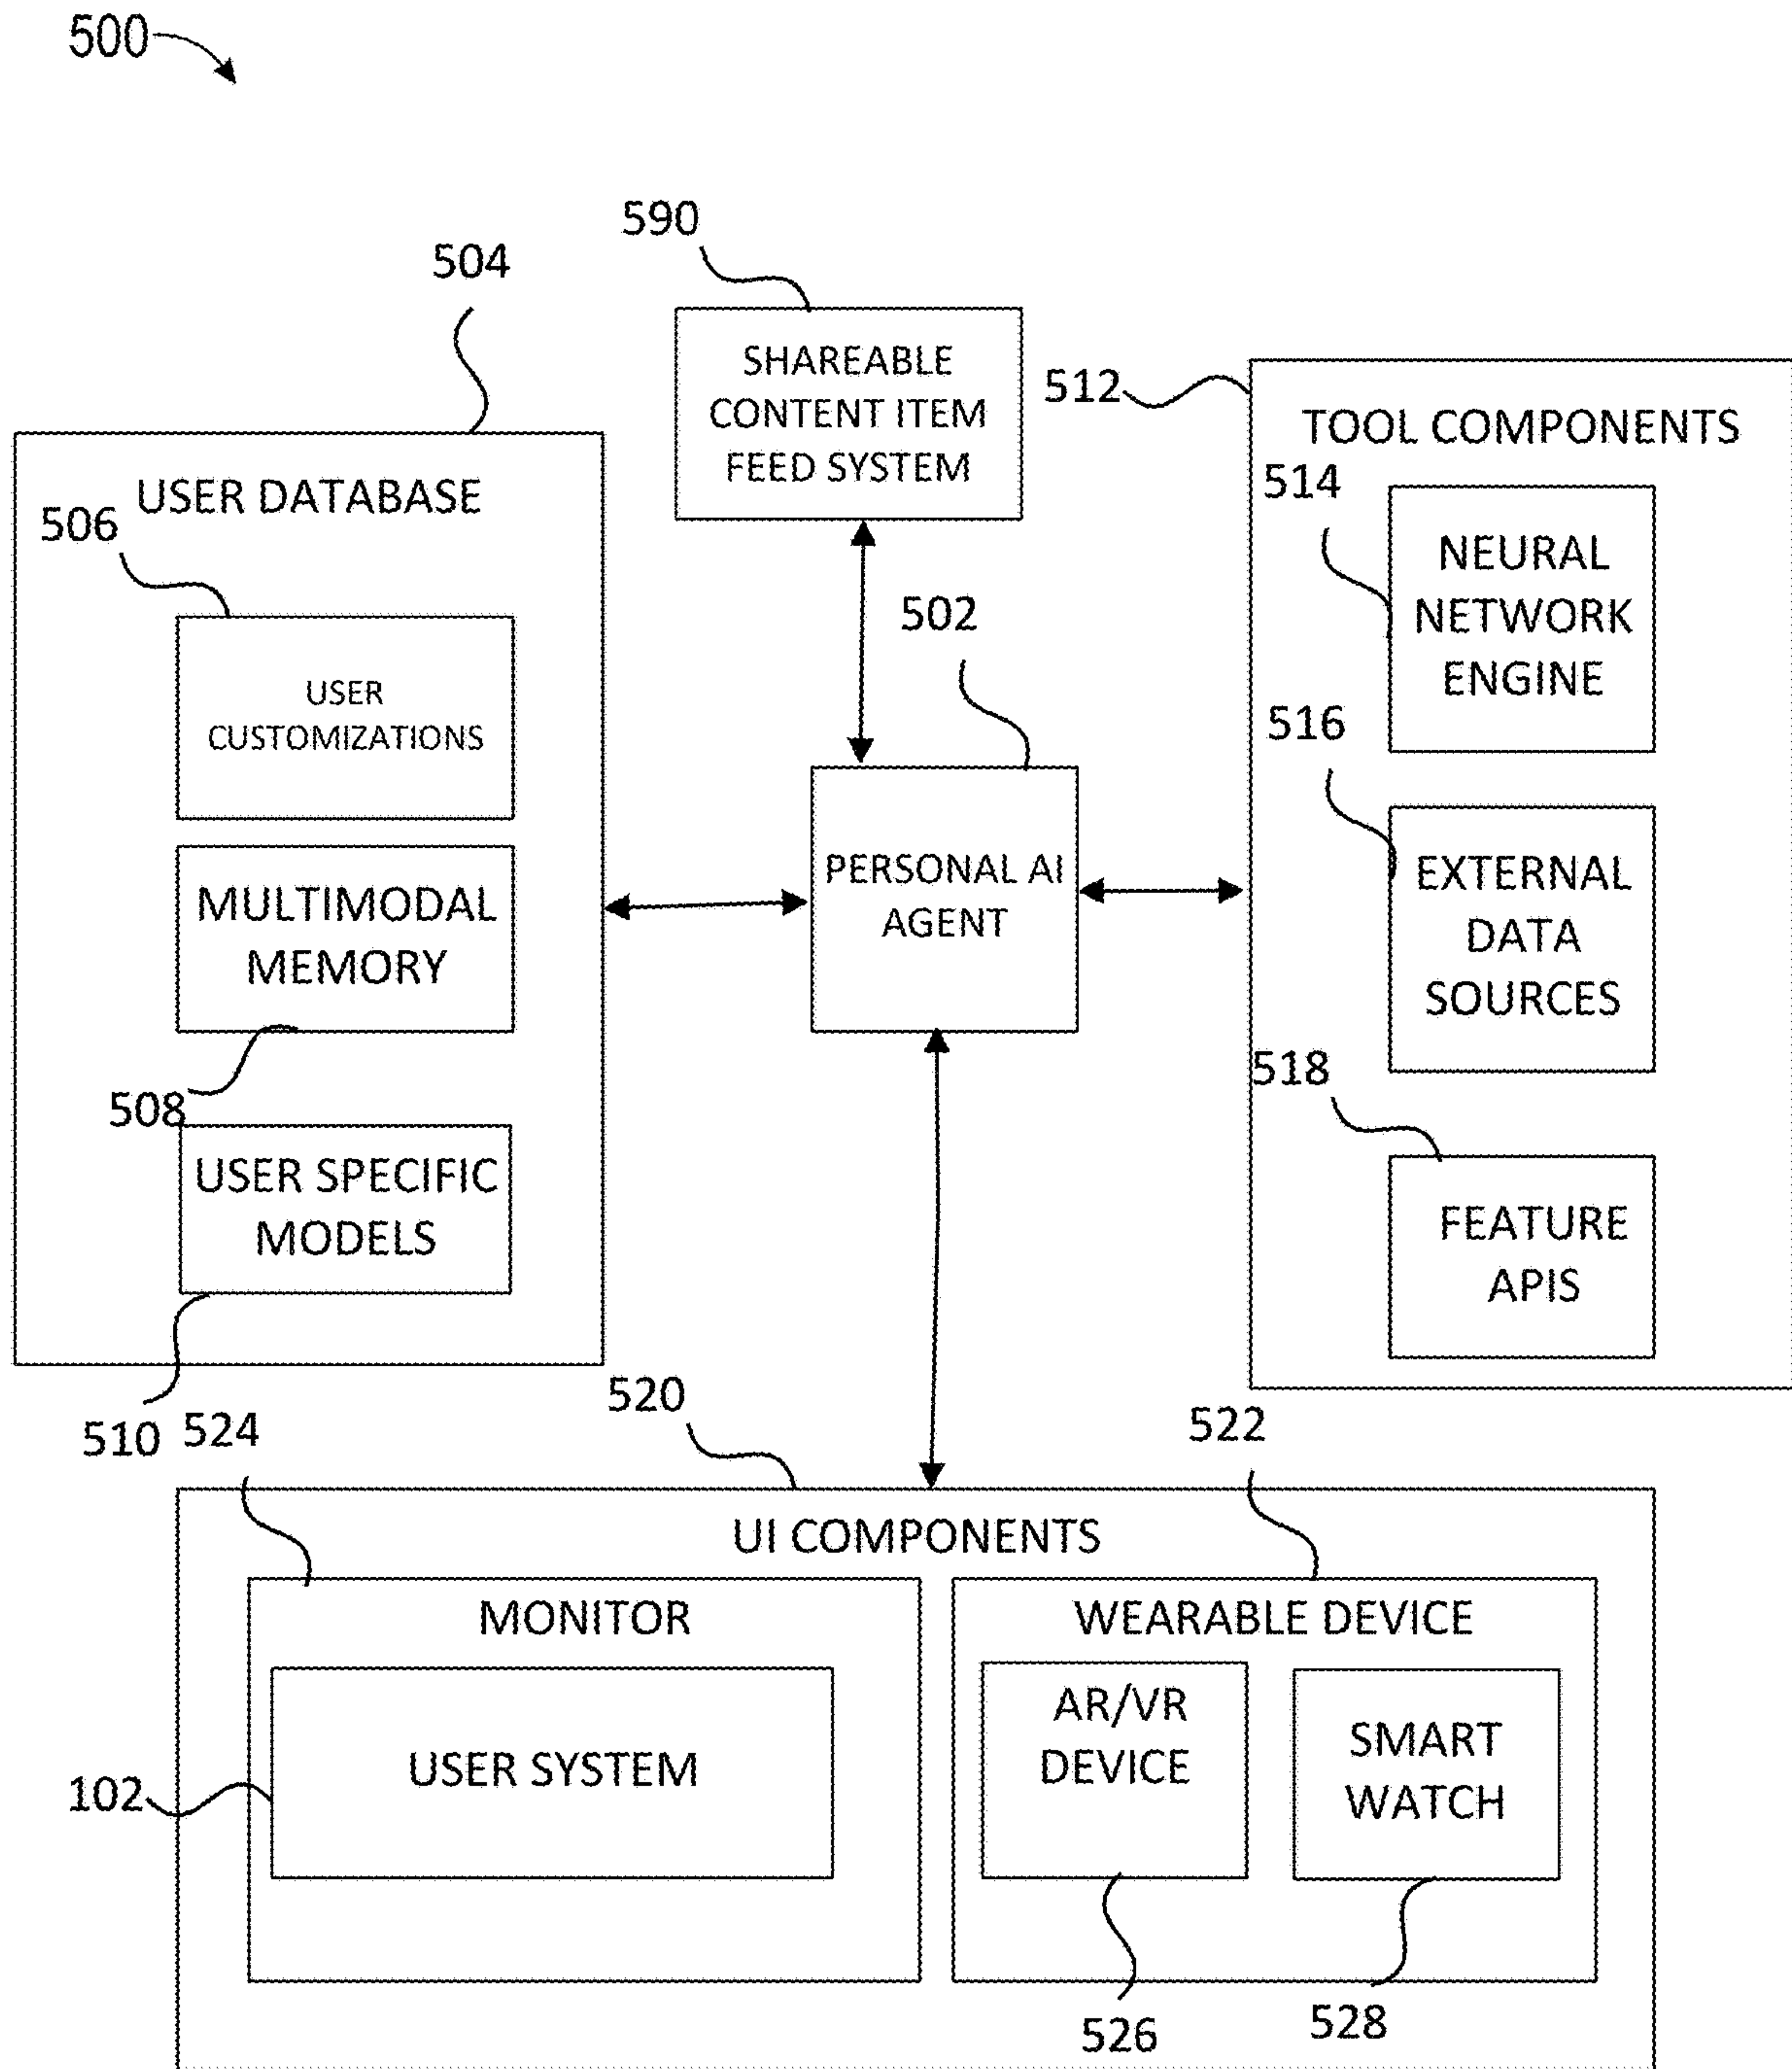 500
590
504
SHAREABLE
CONTENT ITEM
FEED SYSTEM
512
TOOL COMPONENTS
USER DATABASE
506
514
NEURAL
NETWORK
ENGINE
502
USER
CUSTOMIZATIONS
516
PERSONAL AI
AGENT
EXTERNAL
DATA
SOURCES
MULTIMODAL
MEMORY
508
518
USER SPECIFIC
MODELS
FEATURE
APIS
510
524
520
522
UI COMPONENTS
MONITOR
WEARABLE DEVICE
USER SYSTEM
102
AR/VR
DEVICE
SMART
WATCH
526
528